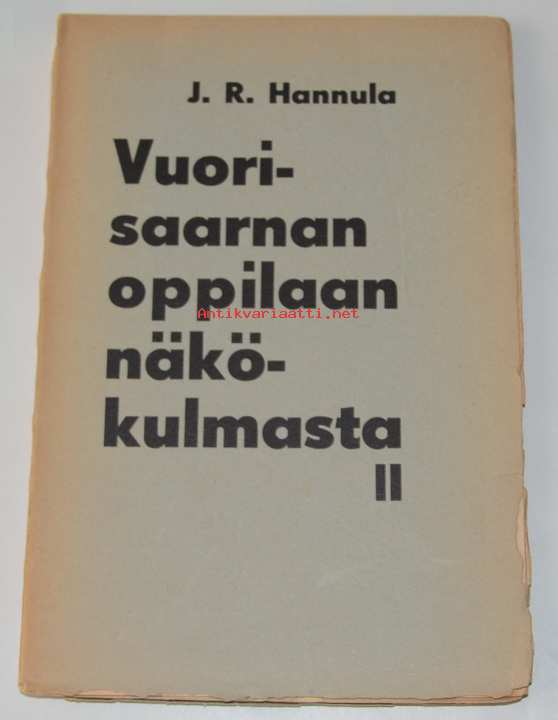 J. R. Hannula
Vuori-
saarnan
oppilaan
Antikvariaatti.net
näkö-
kulmasta
II